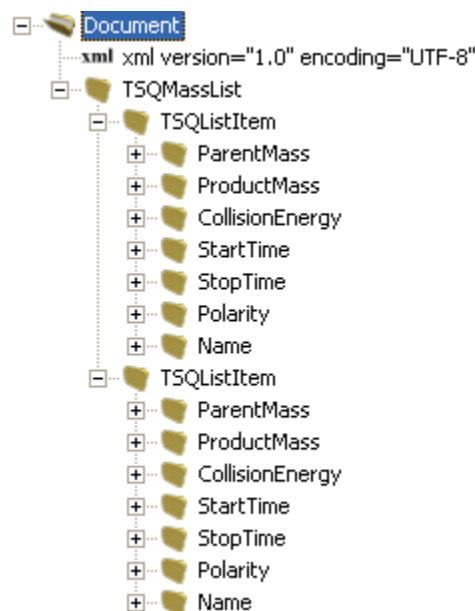 Document
xml xml version="1.0" encoding="UTF-8"
TSQMassList
TSQListItem
ParentMass
ProductMass
CollisionEnergy
StartTime
StopTime
Polarity
Name
TSQListItem
ParentMass
ProductMass
CollisionEnergy
StartTime
StopTime
Polarity
Name